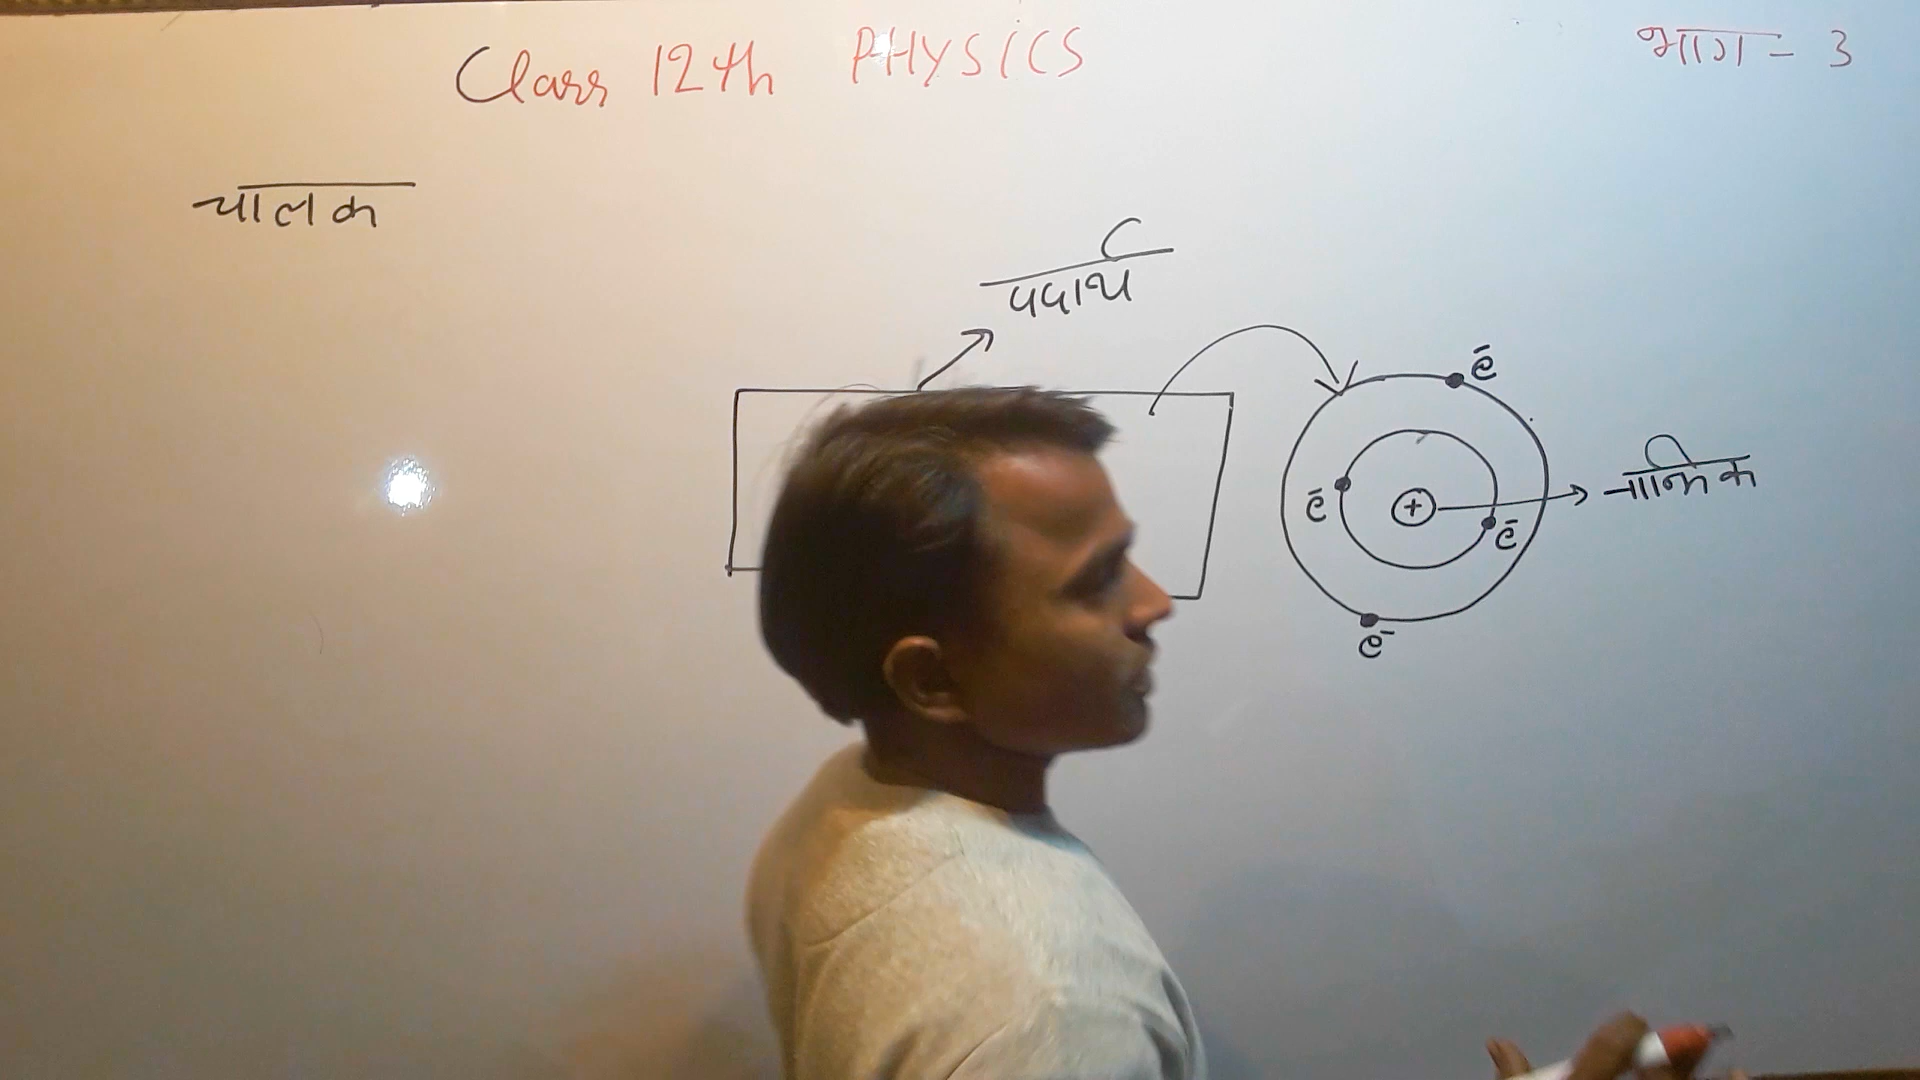 Class 12th PHYSICS
भाग - 3
चालक
पदार्थ
e⁻
नाभिक
e⁻
+
e⁻
e⁻